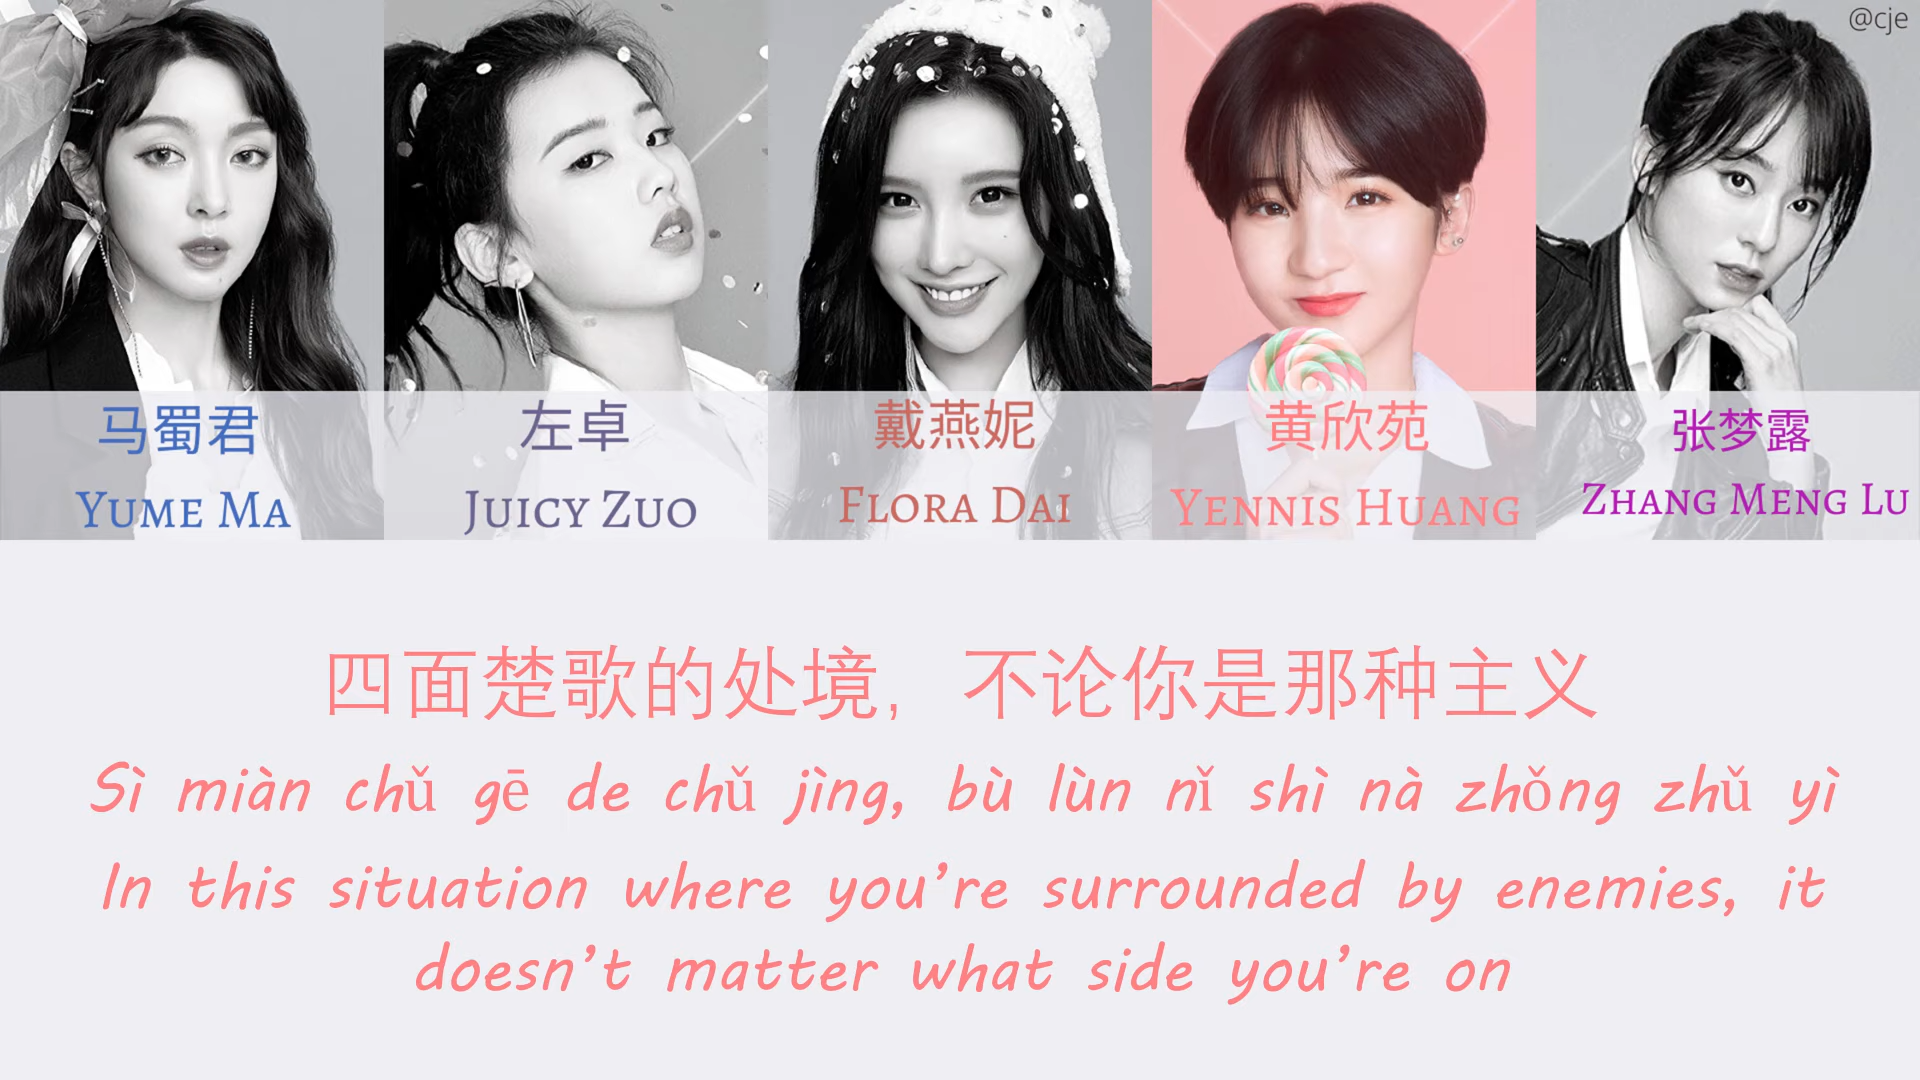 @cje
马蜀君 左卓 戴燕妮 黄欣苑 张梦露
Yume Ma Juicy Zuo Flora Dai Yennis Huang Zhang Meng Lu
四面楚歌的处境，不论你是那种主义
Sì miàn chǔ gē de chǔ jìng, bù lùn nǐ shì nà zhǒng zhǔ yì
In this situation where you’re surrounded by enemies, it
doesn’t matter what side you’re on